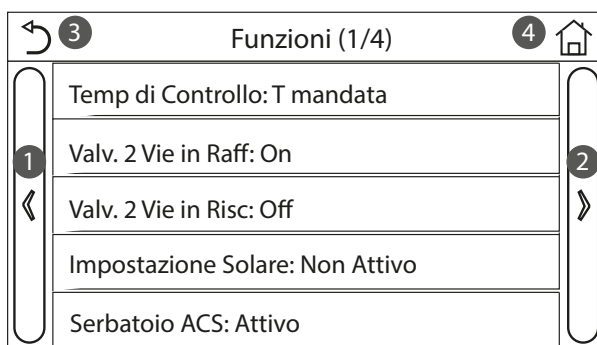 3
Funzioni (1/4)
4
Temp di Controllo: T mandata
1
Valv. 2 Vie in Raff: On
2
Valv. 2 Vie in Risc: Off
Impostazione Solare: Non Attivo
Serbatoio ACS: Attivo